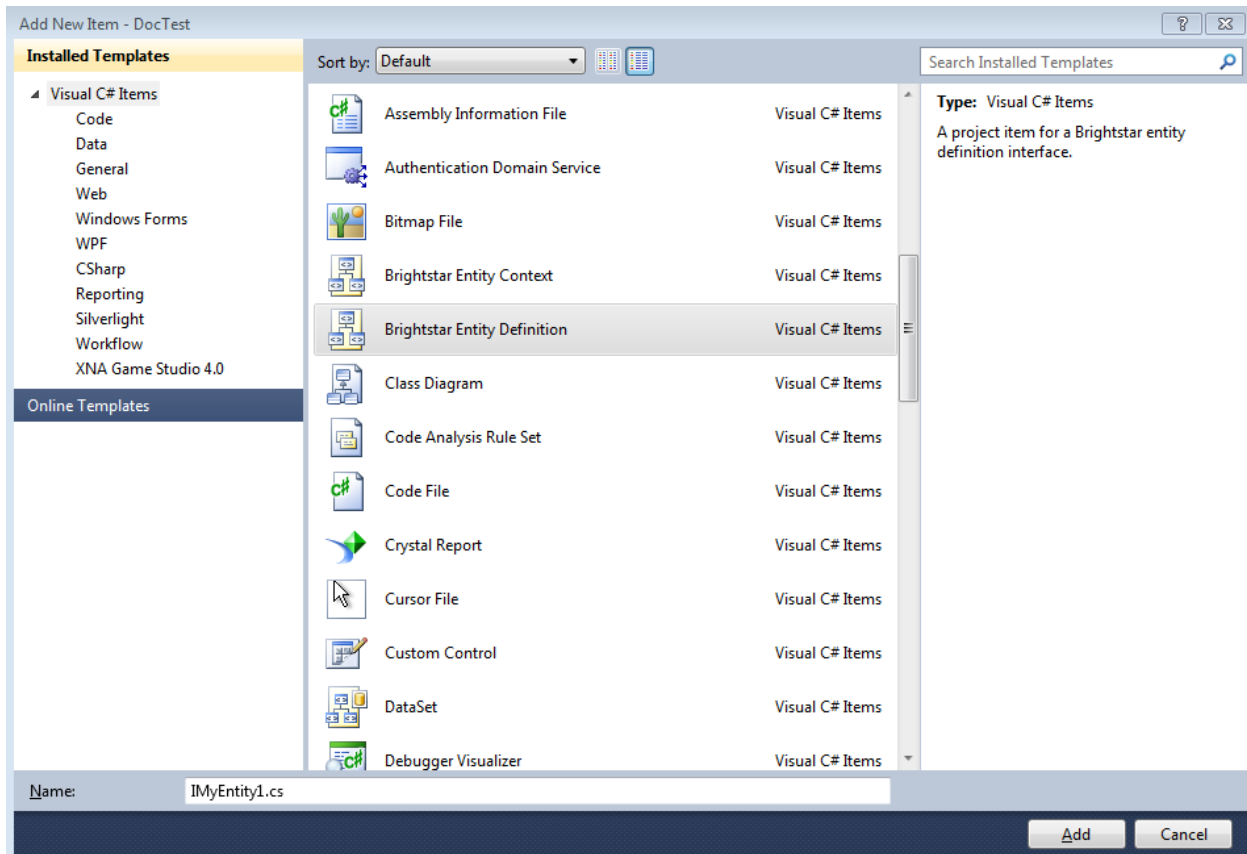 Add New Item - DocTest
Installed Templates
Visual C# Items
Code
Data
General
Web
Windows Forms
WPF
CSharp
Reporting
Silverlight
Workflow
XNA Game Studio 4.0
Online Templates
Sort by: Default
Assembly Information File Visual C# Items
Authentication Domain Service Visual C# Items
Bitmap File Visual C# Items
Brightstar Entity Context Visual C# Items
Brightstar Entity Definition Visual C# Items
Class Diagram Visual C# Items
Code Analysis Rule Set Visual C# Items
Code File Visual C# Items
Crystal Report Visual C# Items
Cursor File Visual C# Items
Custom Control Visual C# Items
DataSet Visual C# Items
Debugger Visualizer Visual C# Items
Search Installed Templates
Type: Visual C# Items
A project item for a Brightstar entity
definition interface.
Name: IMyEntity1.cs
Add Cancel